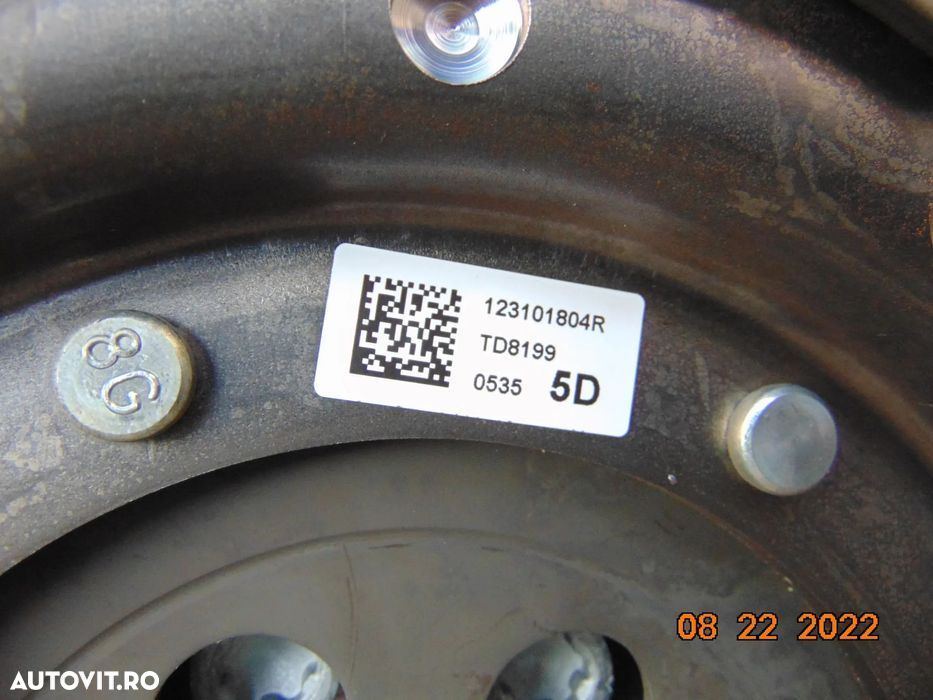 123101804R
TD8199
0535 5D
8G
08 22 2022
AUTOVIT.RO